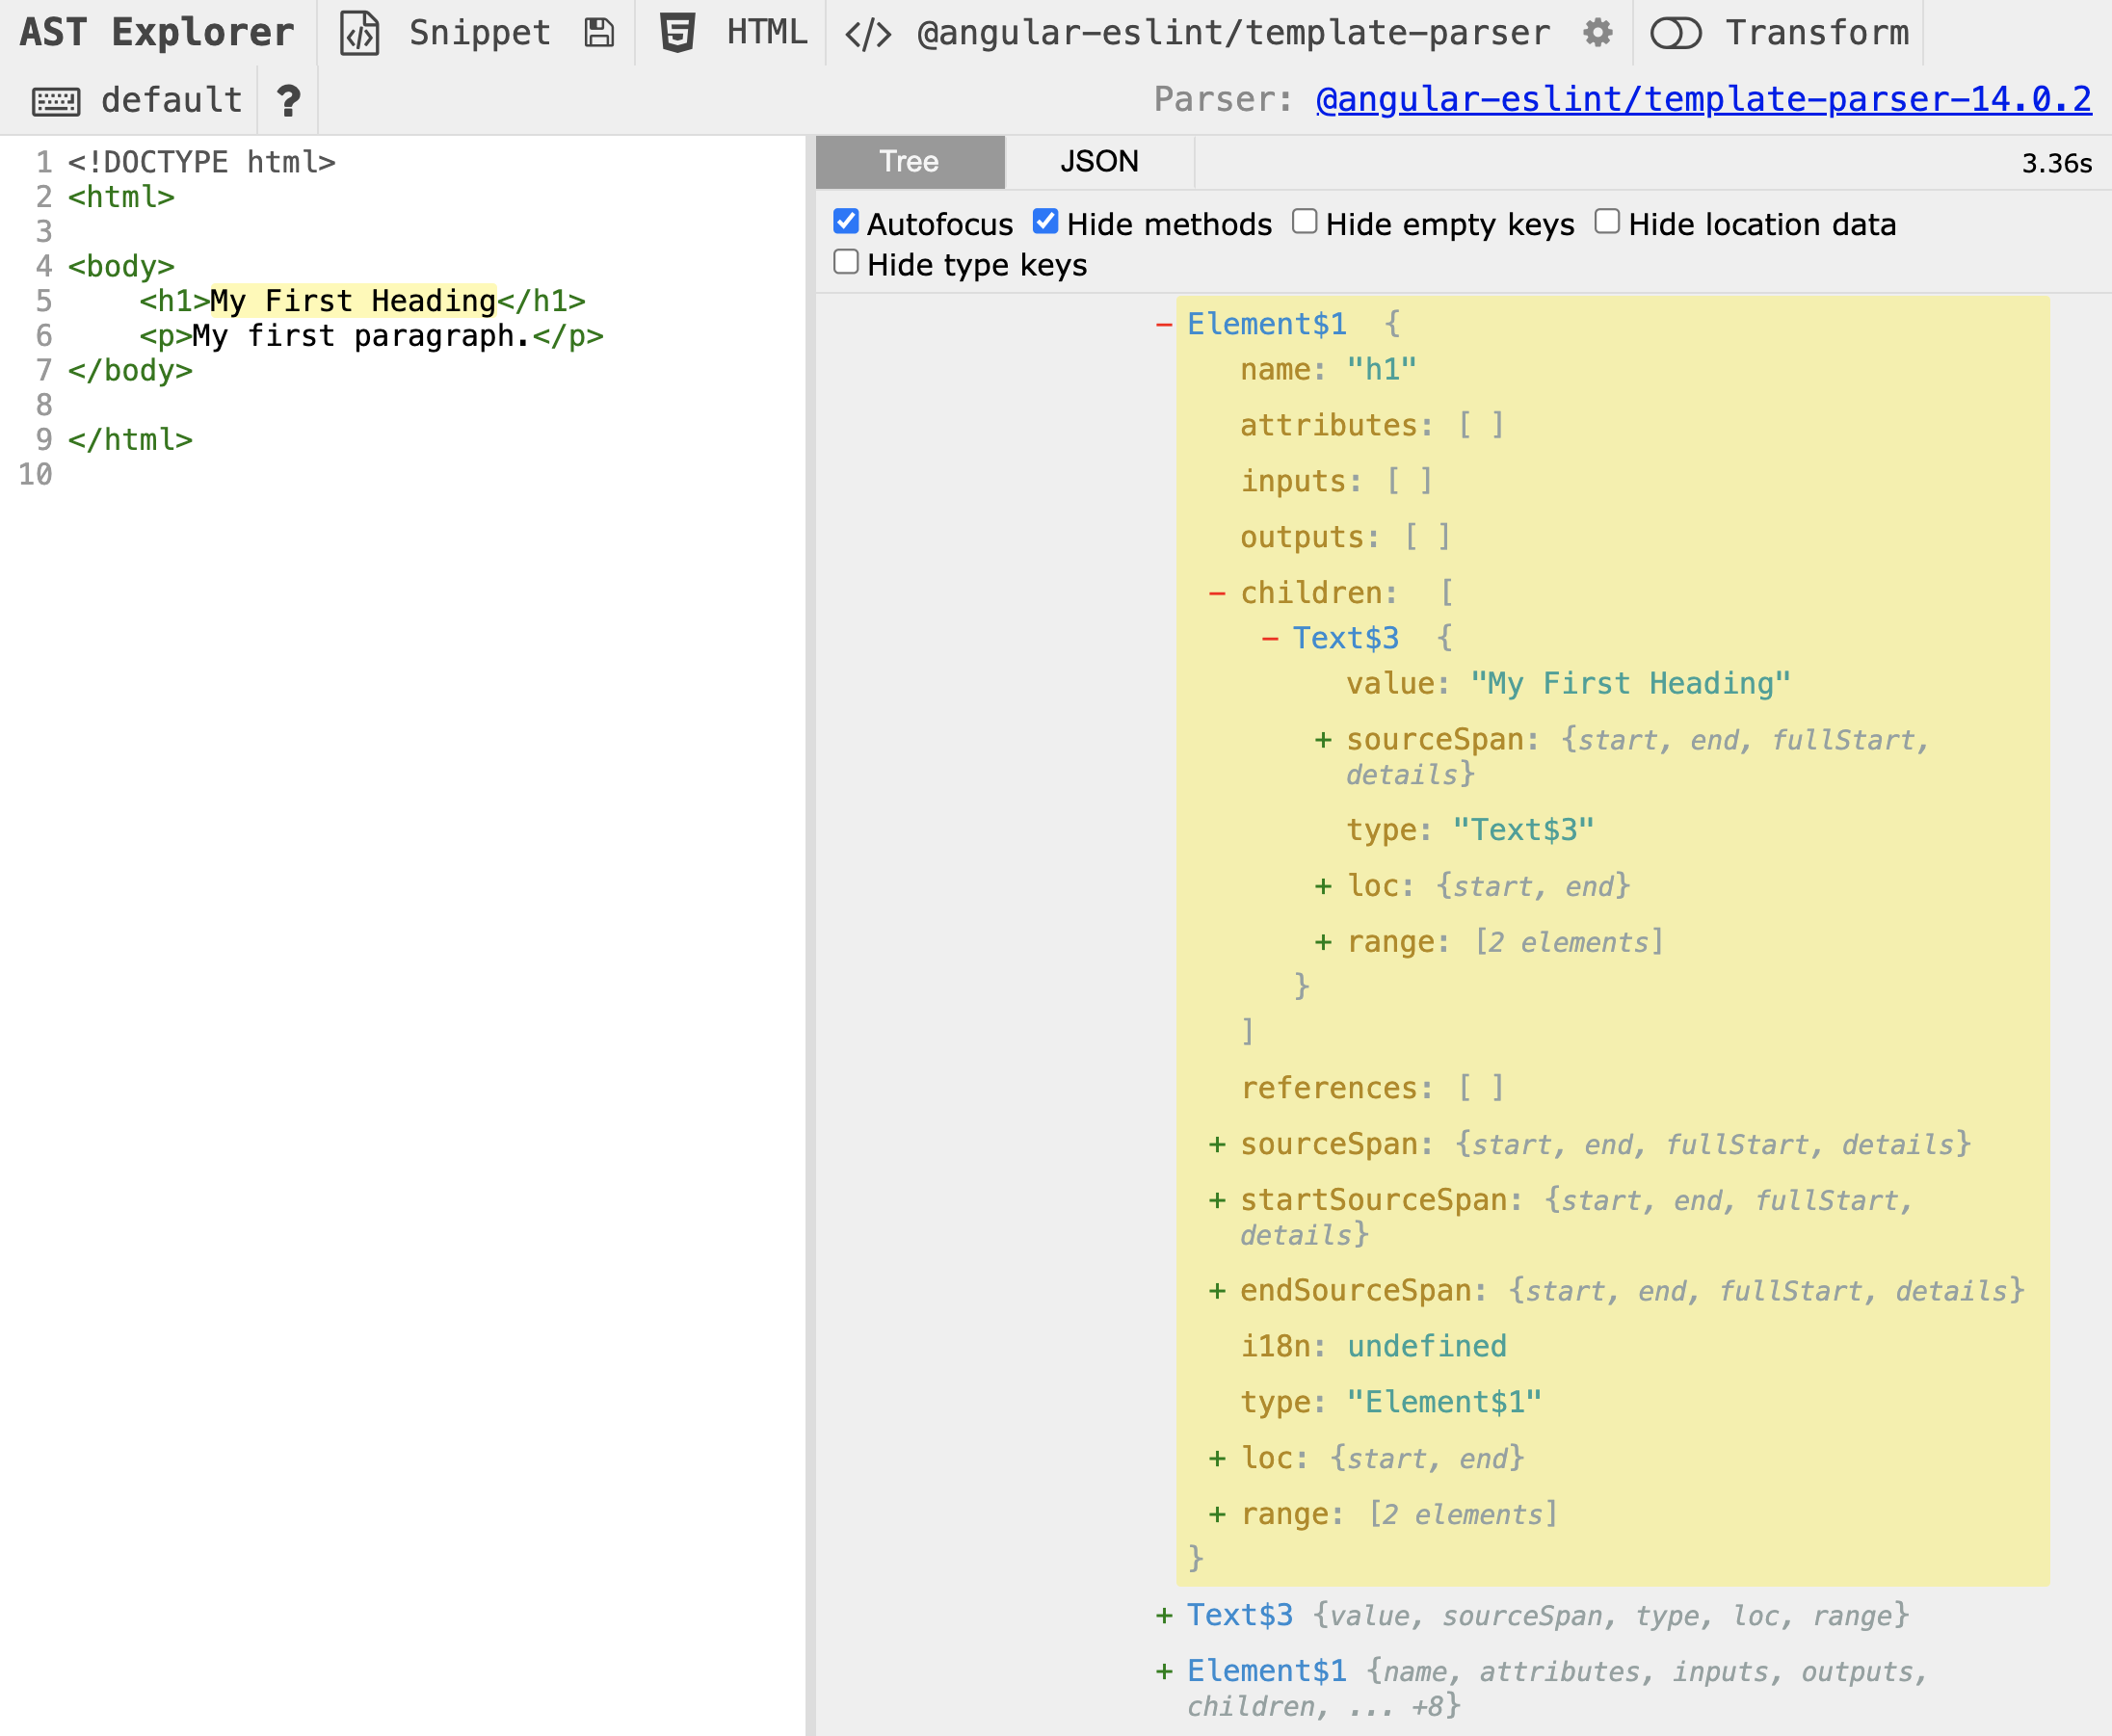 AST Explorer Snippet HTML </> @angular-eslint/template-parser Transform
default ? Parser: @angular-eslint/template-parser-14.0.2
1 <!DOCTYPE html>
2 <html>
3
4 <body>
5     <h1>My First Heading</h1>
6     <p>My first paragraph.</p>
7 </body>
8
9 </html>
10
Tree JSON 3.36s
Autofocus Hide methods Hide empty keys Hide location data
Hide type keys
- Element$1 {
name: "h1"
attributes: [ ]
inputs: [ ]
outputs: [ ]
- children: [
- Text$3 {
value: "My First Heading"
+ sourceSpan: {start, end, fullStart,
details}
type: "Text$3"
+ loc: {start, end}
+ range: [2 elements]
}
]
references: [ ]
+ sourceSpan: {start, end, fullStart, details}
+ startSourceSpan: {start, end, fullStart,
details}
+ endSourceSpan: {start, end, fullStart, details}
i18n: undefined
type: "Element$1"
+ loc: {start, end}
+ range: [2 elements]
}
+ Text$3 {value, sourceSpan, type, loc, range}
+ Element$1 {name, attributes, inputs, outputs,
children, ... +8}